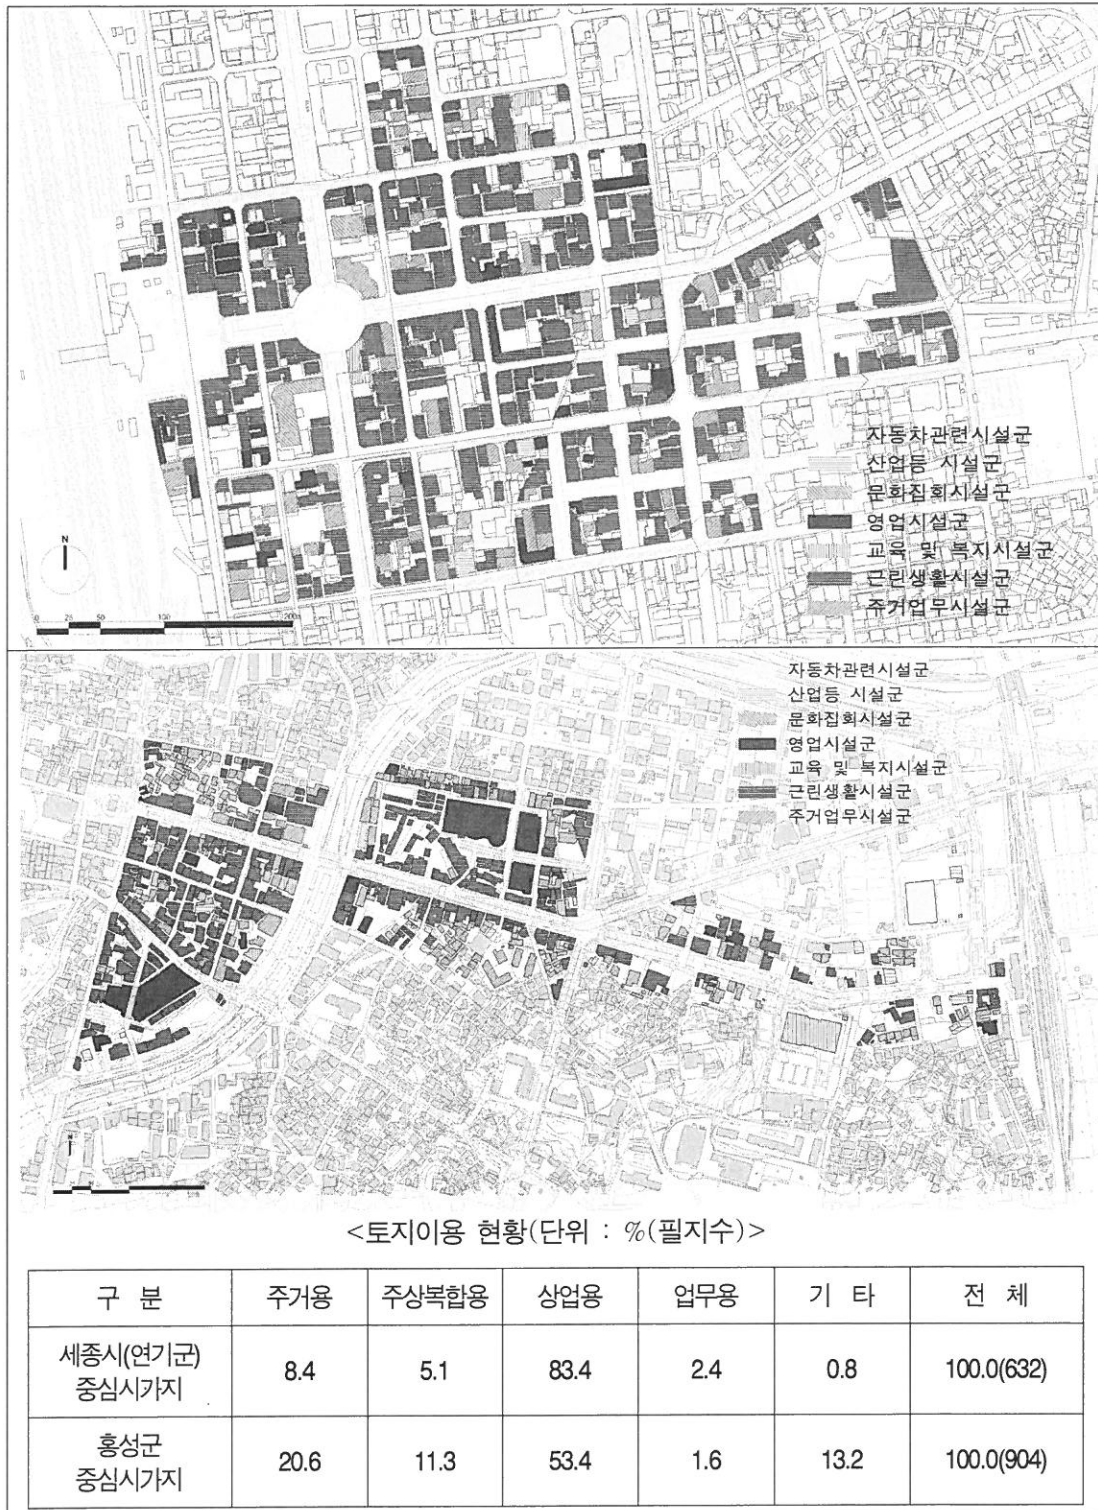 자동차관련시설군
산업등 시설군
문화집회시설군
영업시설군
교육 및 복지시설군
근린생활시설군
주거업무시설군
N
0 25 50 100 200
자동차관련시설군
산업등 시설군
문화집회시설군
영업시설군
교육 및 복지시설군
근린생활시설군
주거업무시설군
N
<토지이용 현황(단위 : %(필지수)>
구 분 주거용 주상복합용 상업용 업무용 기 타 전 체
세종시(연기군)
중심시가지 8.4 5.1 83.4 2.4 0.8 100.0(632)
홍성군
중심시가지 20.6 11.3 53.4 1.6 13.2 100.0(904)